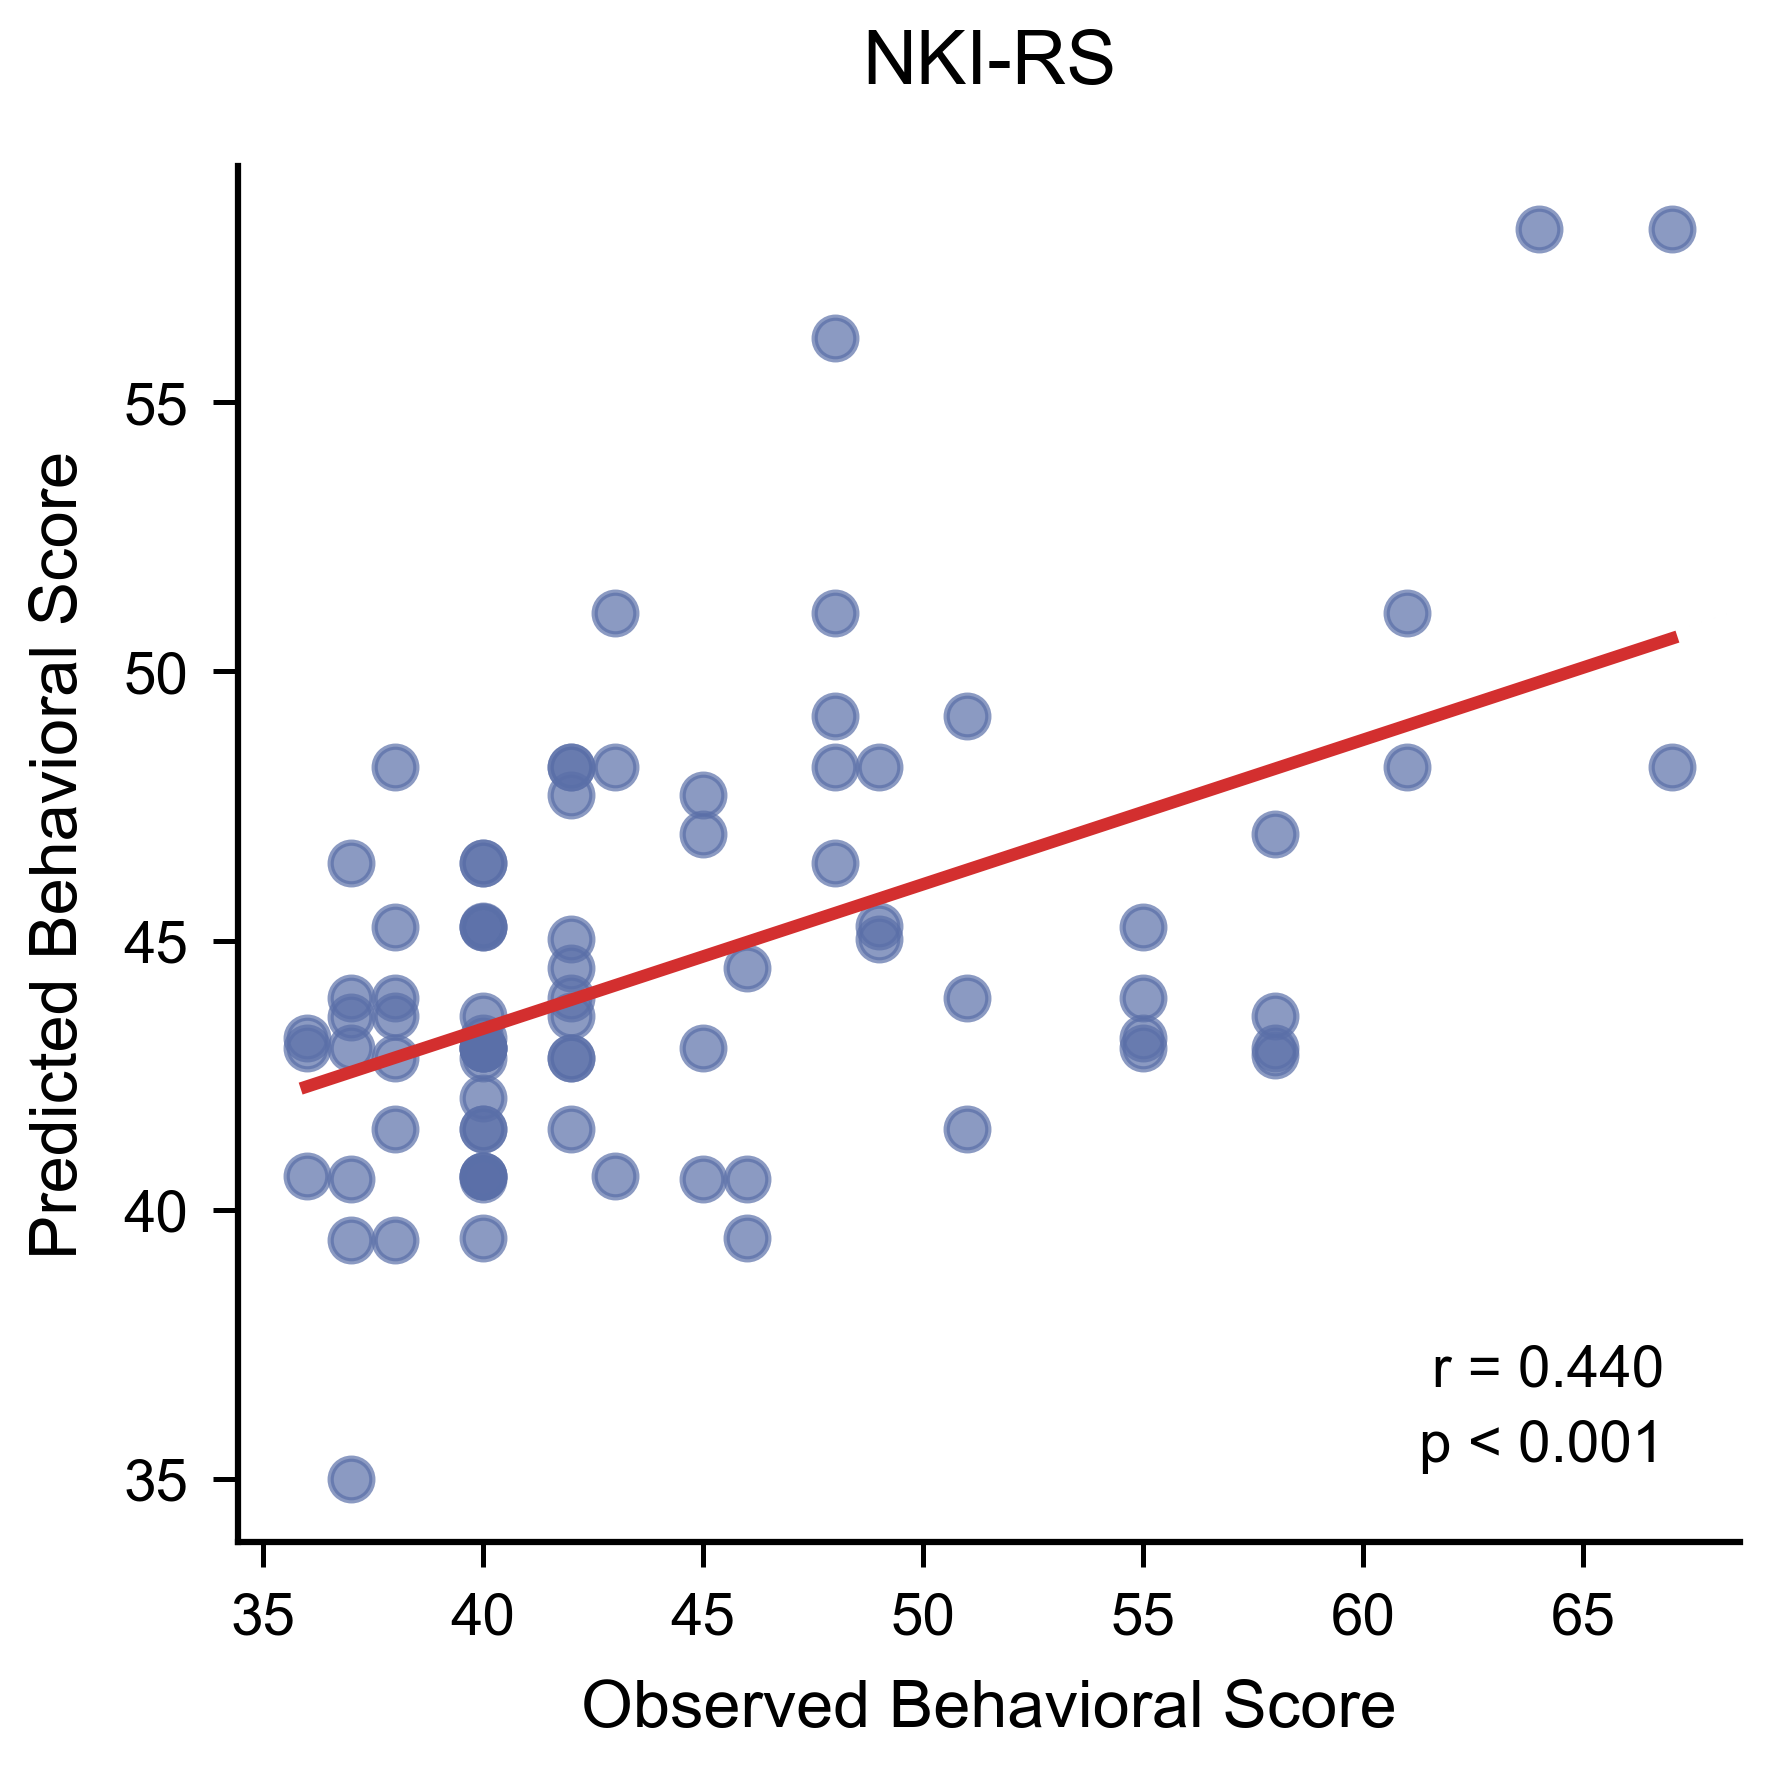 NKI-RS
Predicted Behavioral Score
55
50
45
40
35
r = 0.440
p < 0.001
35 40 45 50 55 60 65
Observed Behavioral Score